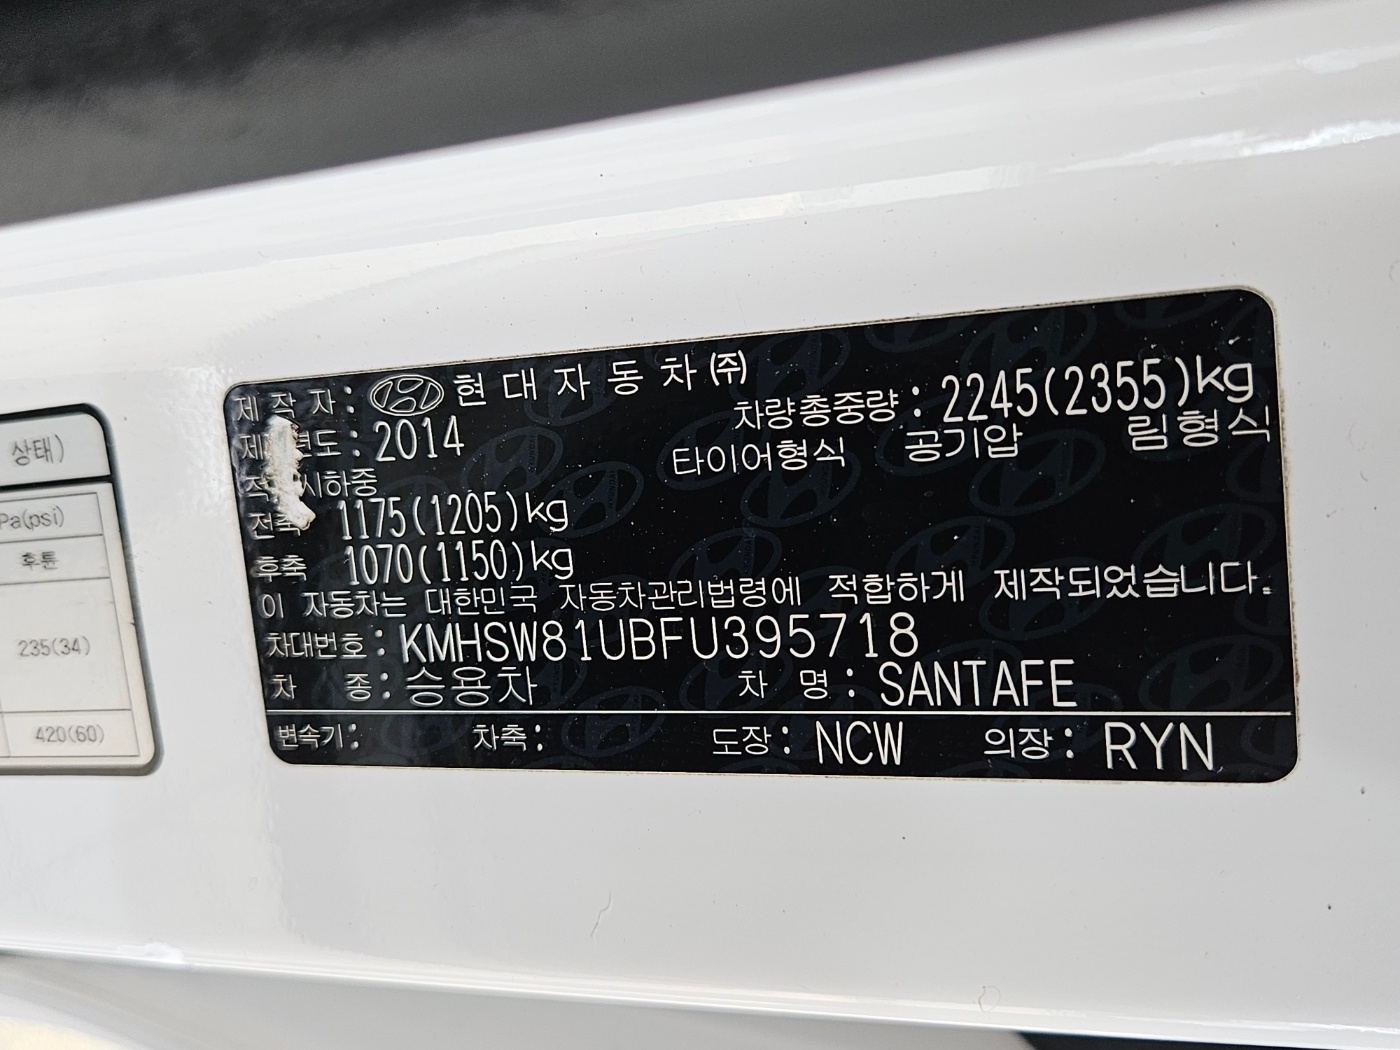 상태)
Pa(psi)
후륜
235(34)
420(60)
제 작 자 : 현 대 자 동 차 ㈜
차량총중량 : 2245(2355)kg
도 : 2014
타이어형식 공기압 림형식
시하중
전축 1175(1205)kg
후축 1070(1150)kg
이 자동차는 대한민국 자동차관리법령에 적합하게 제작되었습니다.
차대번호 : KMHSW81UBFU395718
차 종 : 승용차 차 명 : SANTAFE
변속기 : 차축 : 도장 : NCW 의장 : RYN